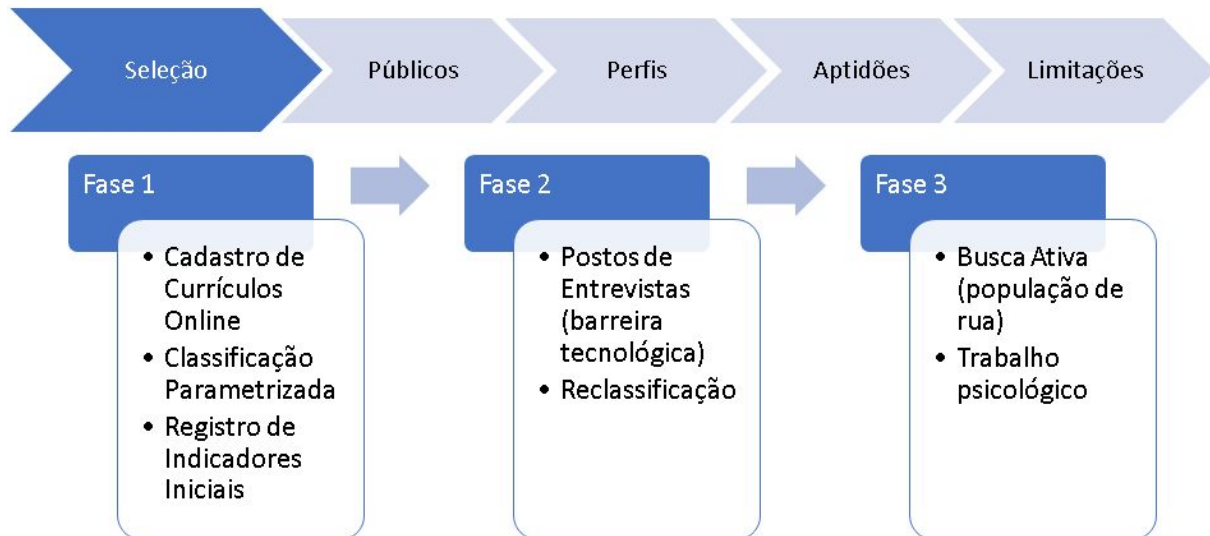 Seleção
Públicos
Perfis
Aptidões
Limitações
Fase 1
• Cadastro de
Currículos
Online
• Classificação
Parametrizada
• Registro de
Indicadores
Iniciais
Fase 2
• Postos de
Entrevistas
(barreira
tecnológica)
• Reclassificação
Fase 3
• Busca Ativa
(população de
rua)
• Trabalho
psicológico